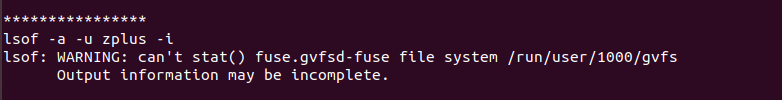 ****************
lsof -a -u zplus -i
lsof: WARNING: can't stat() fuse.gvfsd-fuse file system /run/user/1000/gvfs
      Output information may be incomplete.